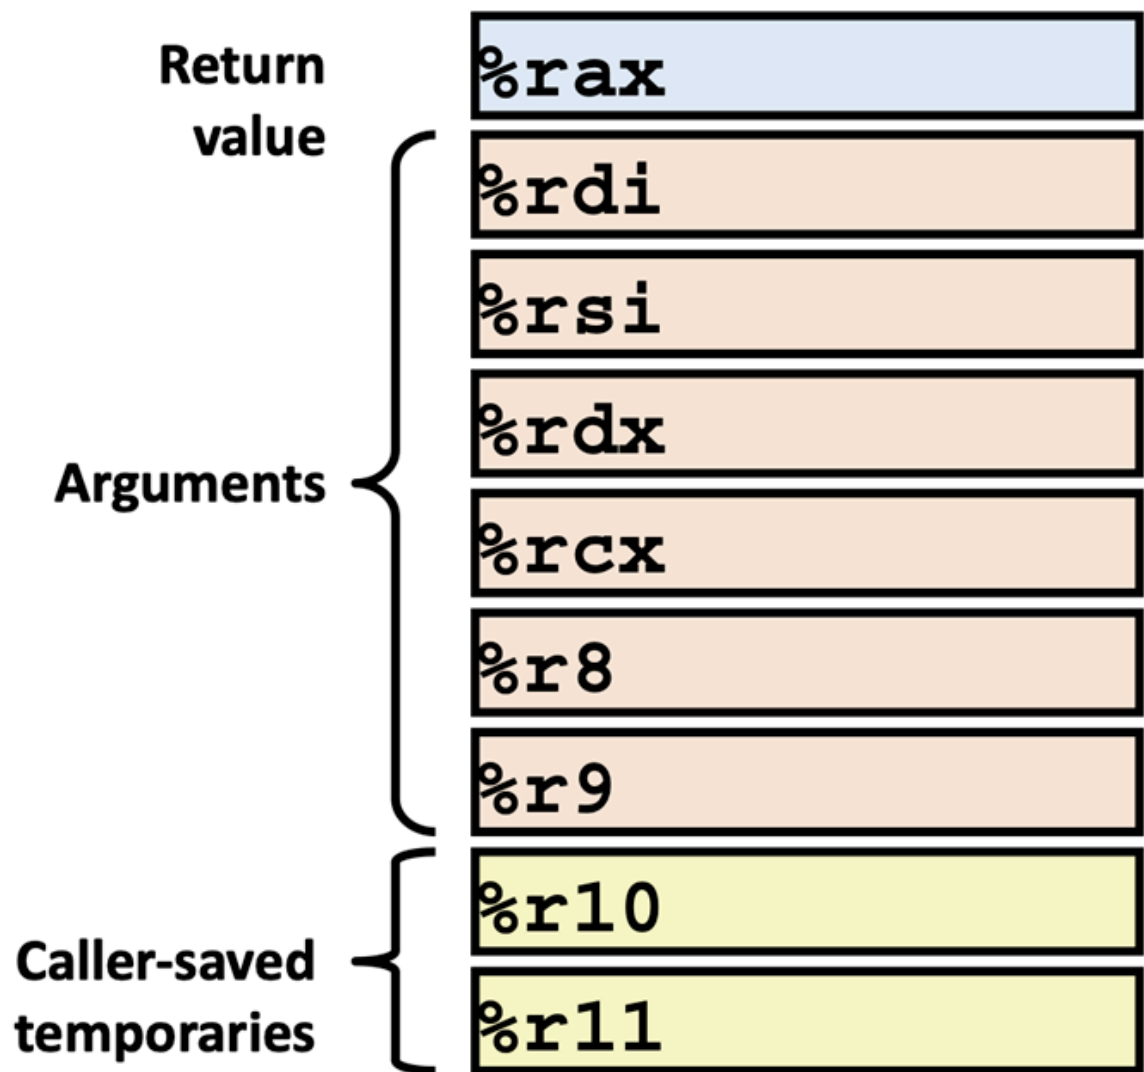 Return
value
%rax
%rdi
%rsi
Arguments
%rdx
%rcx
%r8
%r9
Caller-saved
temporaries
%r10
%r11